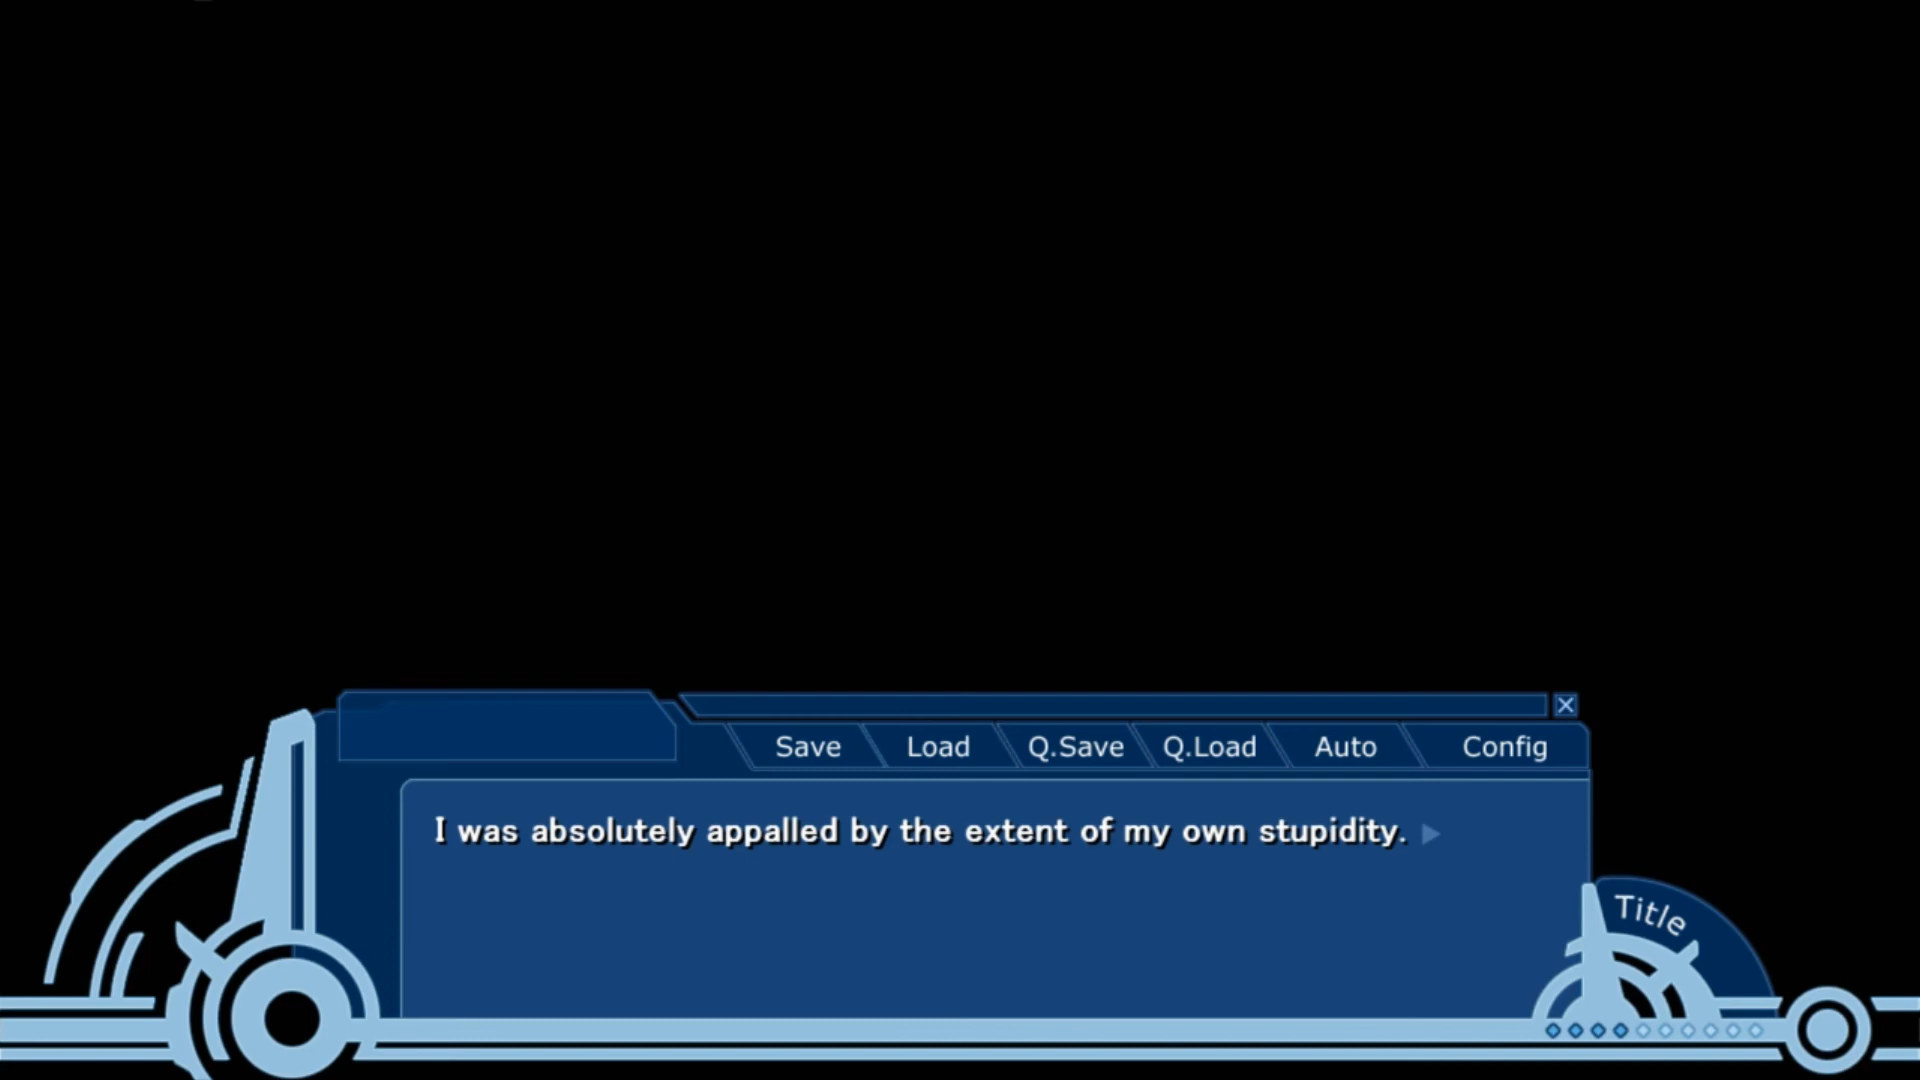 Save Load Q.Save Q.Load Auto Config
I was absolutely appalled by the extent of my own stupidity.
Title